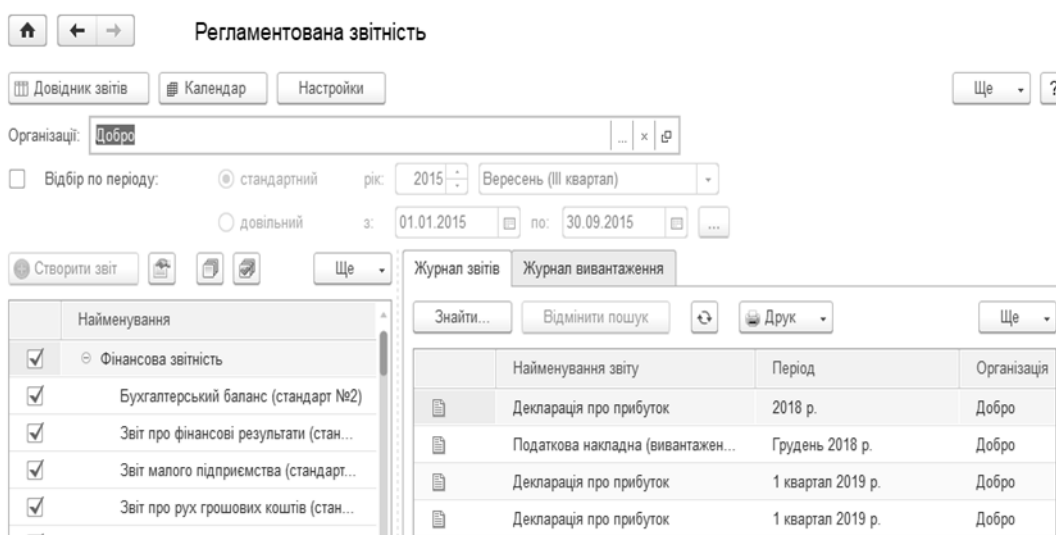 Регламентована звітність
Довідник звітів Календар Настройки Ще ?
Організації: Добро ... ×
Відбір по періоду: стандартний рік: 2015 Вересень (III квартал)
довільний з: 01.01.2015 по: 30.09.2015 ...
Створити звіт Ще
Журнал звітів Журнал вивантаження
Найменування
Фінансова звітність
Бухгалтерський баланс (стандарт №2)
Звіт про фінансові результати (стан...
Звіт малого підприємства (стандарт...
Звіт про рух грошових коштів (стан...
Знайти... Відмінити пошук Друк Ще
Найменування звіту Період Організація
Декларація про прибуток 2018 р. Добро
Податкова накладна (вивантажен... Грудень 2018 р. Добро
Декларація про прибуток 1 квартал 2019 р. Добро
Декларація про прибуток 1 квартал 2019 р. Добро